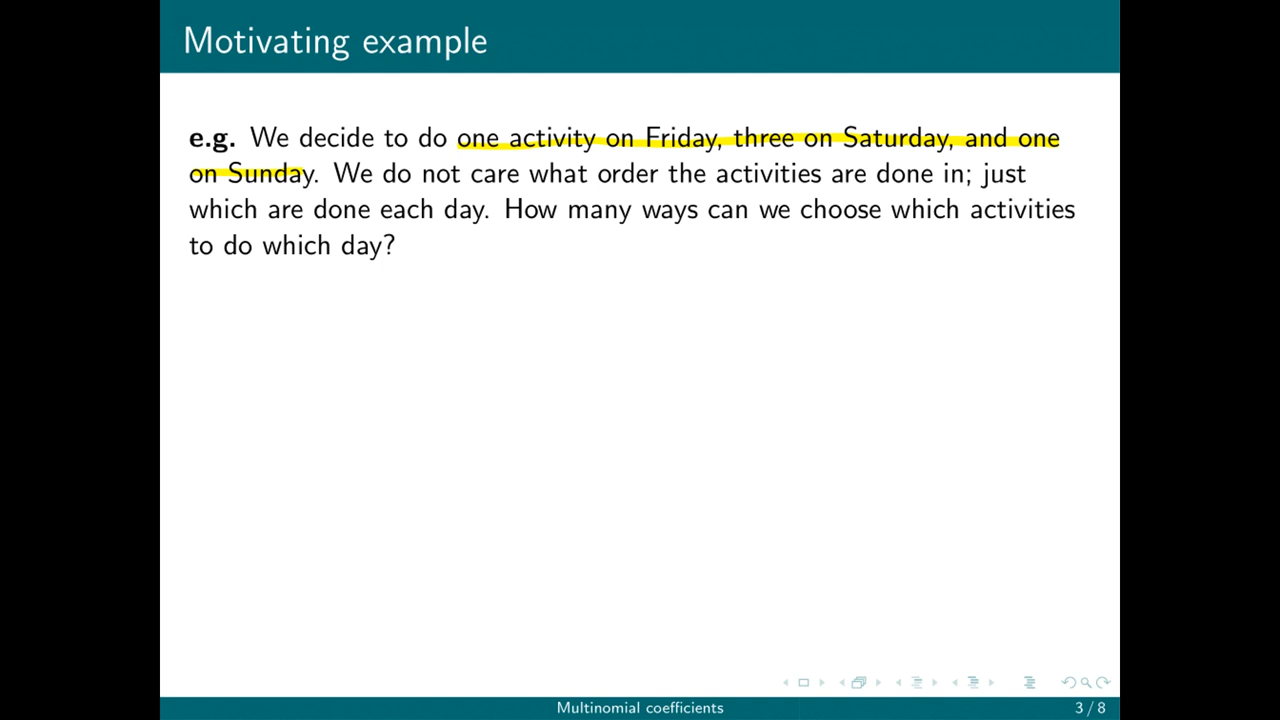 Motivating example
e.g. We decide to do one activity on Friday, three on Saturday, and one
on Sunday. We do not care what order the activities are done in; just
which are done each day. How many ways can we choose which activities
to do which day?
Multinomial coefficients
3 / 8